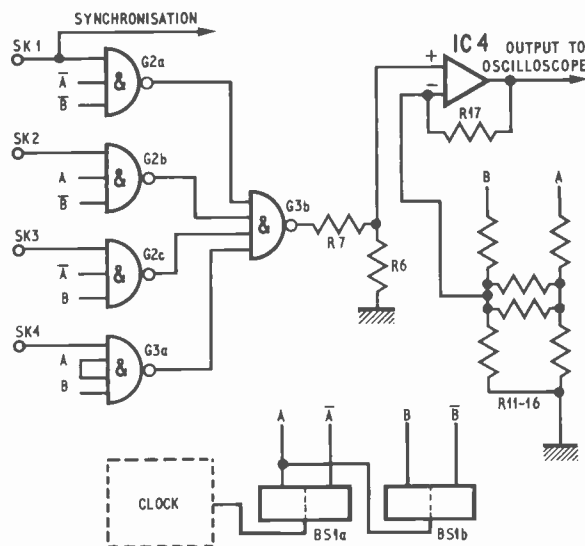 SYNCHRONISATION
SK1
G2a
&
A̅
B̅
SK2
G2b
&
A
B̅
SK3
G2c
&
A̅
B
SK4
G3a
&
A
B
G3b
&
R7
R6
IC4
+
-
OUTPUT TO
OSCILLOSCOPE
R17
B A
R11-16
A A̅ B B̅
CLOCK
BS1a BS1b